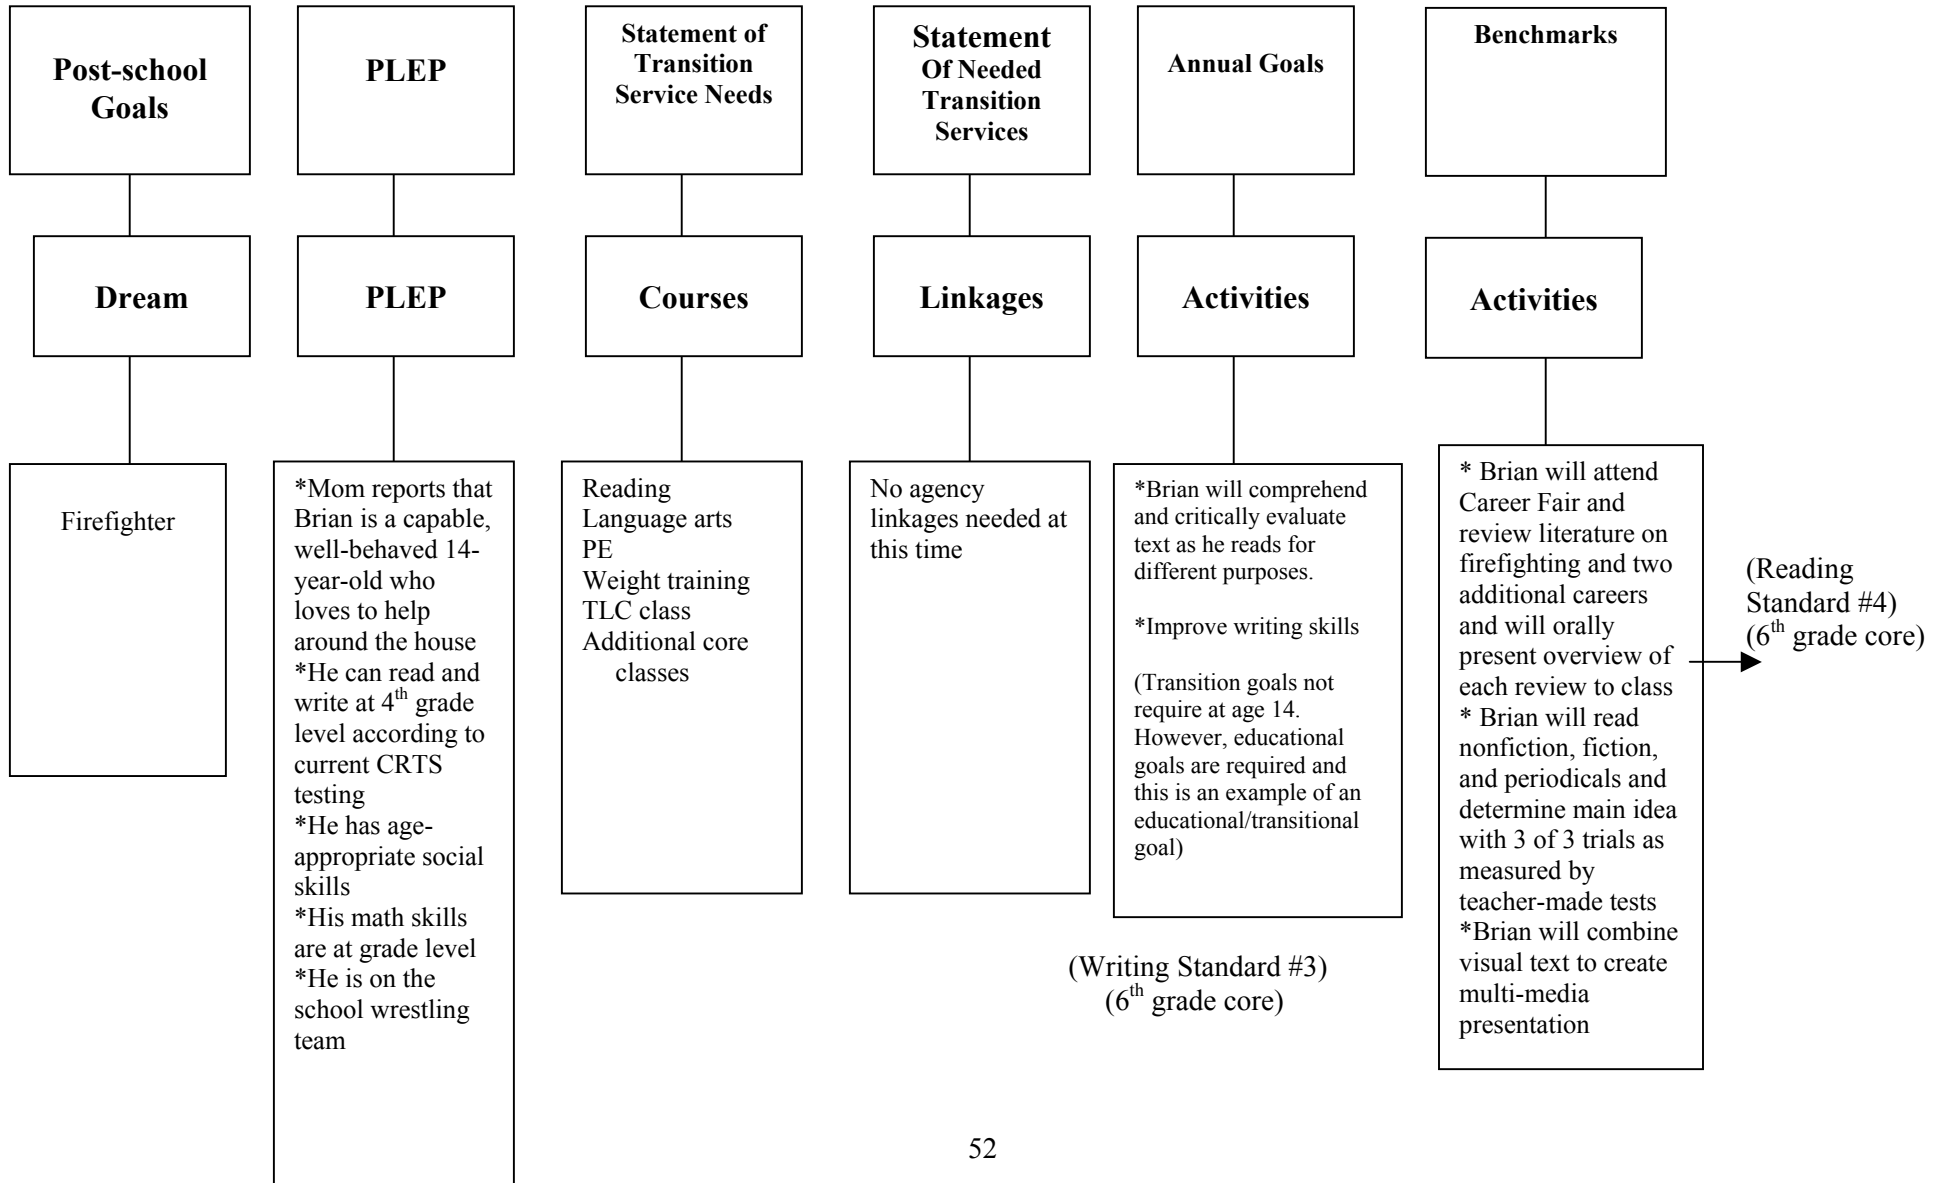 Post-school
Goals
PLEP
Statement of
Transition
Service Needs
Statement
Of Needed
Transition
Services
Annual Goals
Benchmarks
Dream
PLEP
Courses
Linkages
Activities
Activities
Firefighter
*Mom reports that
Brian is a capable,
well-behaved 14-
year-old who
loves to help
around the house
*He can read and
write at 4th grade
level according to
current CRTS
testing
*He has age-
appropriate social
skills
*His math skills
are at grade level
*He is on the
school wrestling
team
Reading
Language arts
PE
Weight training
TLC class
Additional core
classes
No agency
linkages needed at
this time
*Brian will comprehend
and critically evaluate
text as he reads for
different purposes.
*Improve writing skills
(Transition goals not
require at age 14.
However, educational
goals are required and
this is an example of an
educational/transitional
goal)
(Writing Standard #3)
(6th grade core)
* Brian will attend
Career Fair and
review literature on
firefighting and two
additional careers
and will orally
present overview of
each review to class
* Brian will read
nonfiction, fiction,
and periodicals and
determine main idea
with 3 of 3 trials as
measured by
teacher-made tests
*Brian will combine
visual text to create
multi-media
presentation
(Reading
Standard #4)
(6th grade core)
52